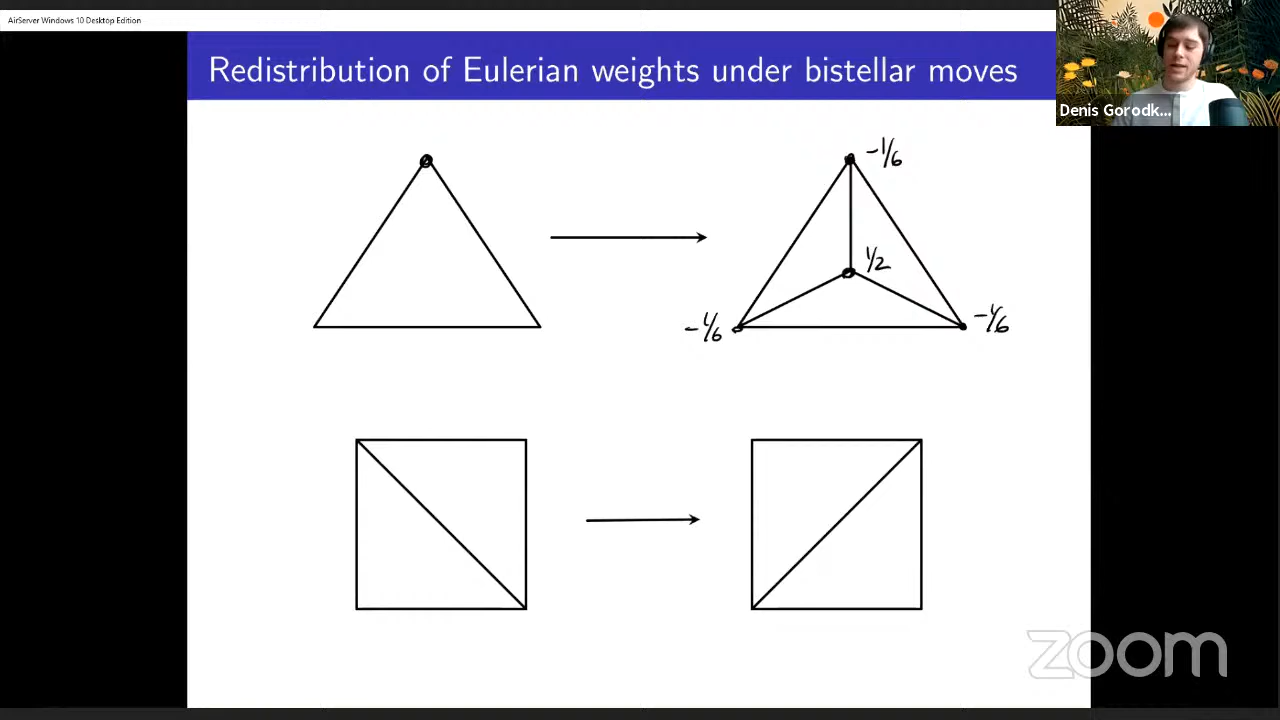 AirServer Windows 10 Desktop Edition
Redistribution of Eulerian weights under bistellar moves
Denis Gorodk...
-1/6
1/2
-1/6
-1/6
zoom